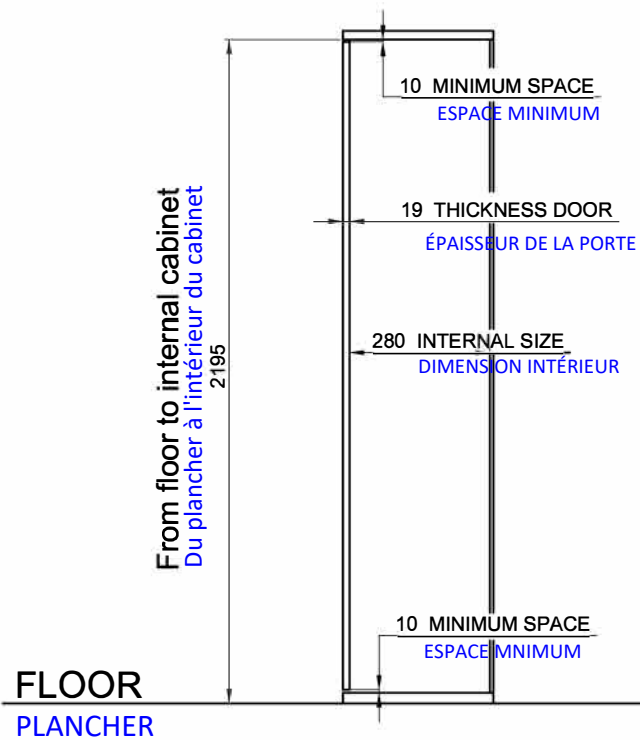 10 MINIMUM SPACE
ESPACE MINIMUM
19 THICKNESS DOOR
ÉPAISSEUR DE LA PORTE
From floor to internal cabinet
Du plancher à l'intérieur du cabinet
2195
280 INTERNAL SIZE
DIMENSION INTÉRIEUR
10 MINIMUM SPACE
ESPACE MNIMUM
FLOOR
PLANCHER